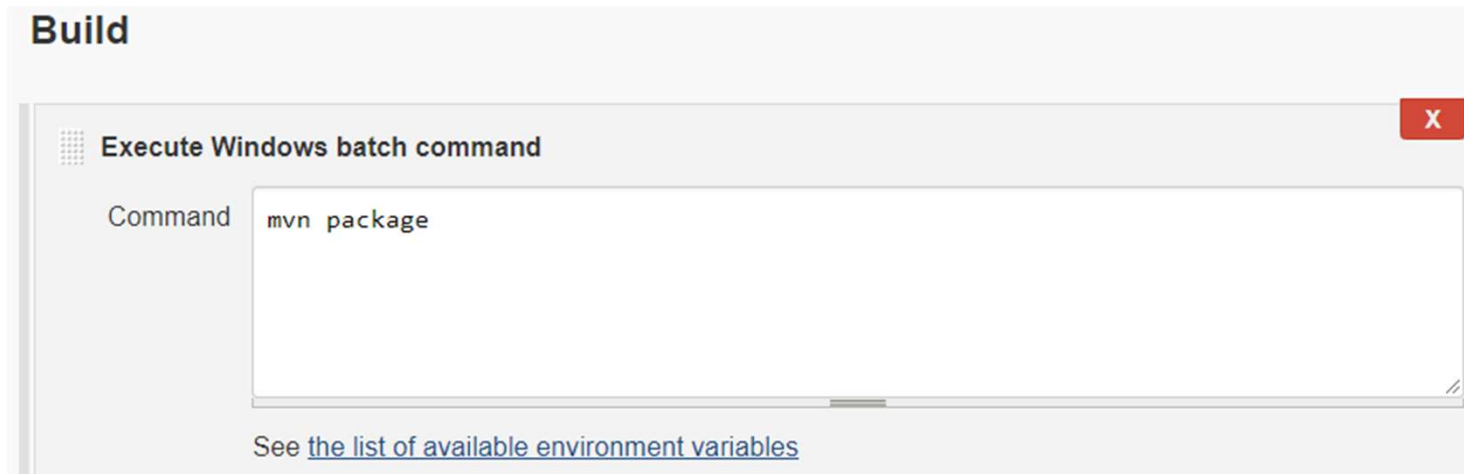 Build
X
Execute Windows batch command
Command mvn package
See the list of available environment variables